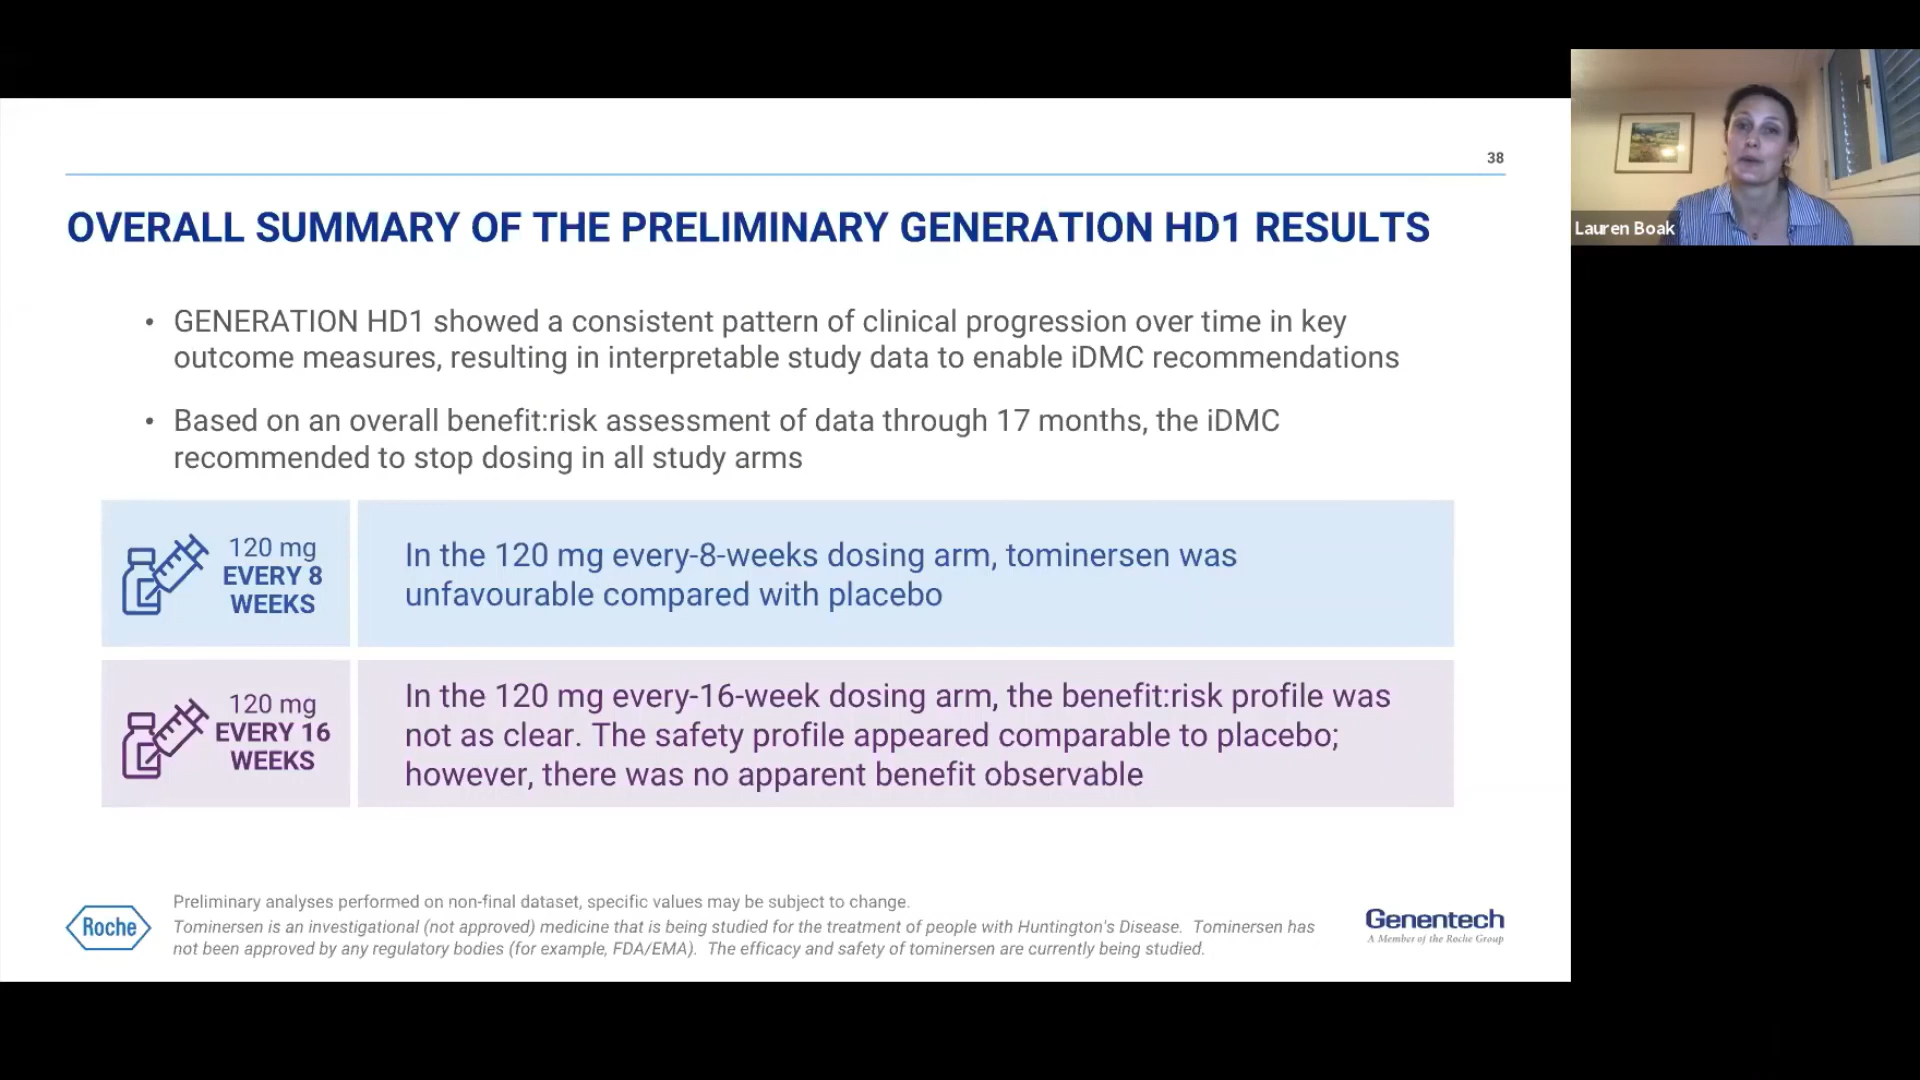 38
OVERALL SUMMARY OF THE PRELIMINARY GENERATION HD1 RESULTS
• GENERATION HD1 showed a consistent pattern of clinical progression over time in key
outcome measures, resulting in interpretable study data to enable iDMC recommendations
• Based on an overall benefit:risk assessment of data through 17 months, the iDMC
recommended to stop dosing in all study arms
120 mg
EVERY 8
WEEKS
In the 120 mg every-8-weeks dosing arm, tominersen was
unfavourable compared with placebo
120 mg
EVERY 16
WEEKS
In the 120 mg every-16-week dosing arm, the benefit:risk profile was
not as clear. The safety profile appeared comparable to placebo;
however, there was no apparent benefit observable
Roche
Preliminary analyses performed on non-final dataset, specific values may be subject to change.
Tominersen is an investigational (not approved) medicine that is being studied for the treatment of people with Huntington's Disease. Tominersen has
not been approved by any regulatory bodies (for example, FDA/EMA). The efficacy and safety of tominersen are currently being studied.
Genentech
A Member of the Roche Group
Lauren Boak